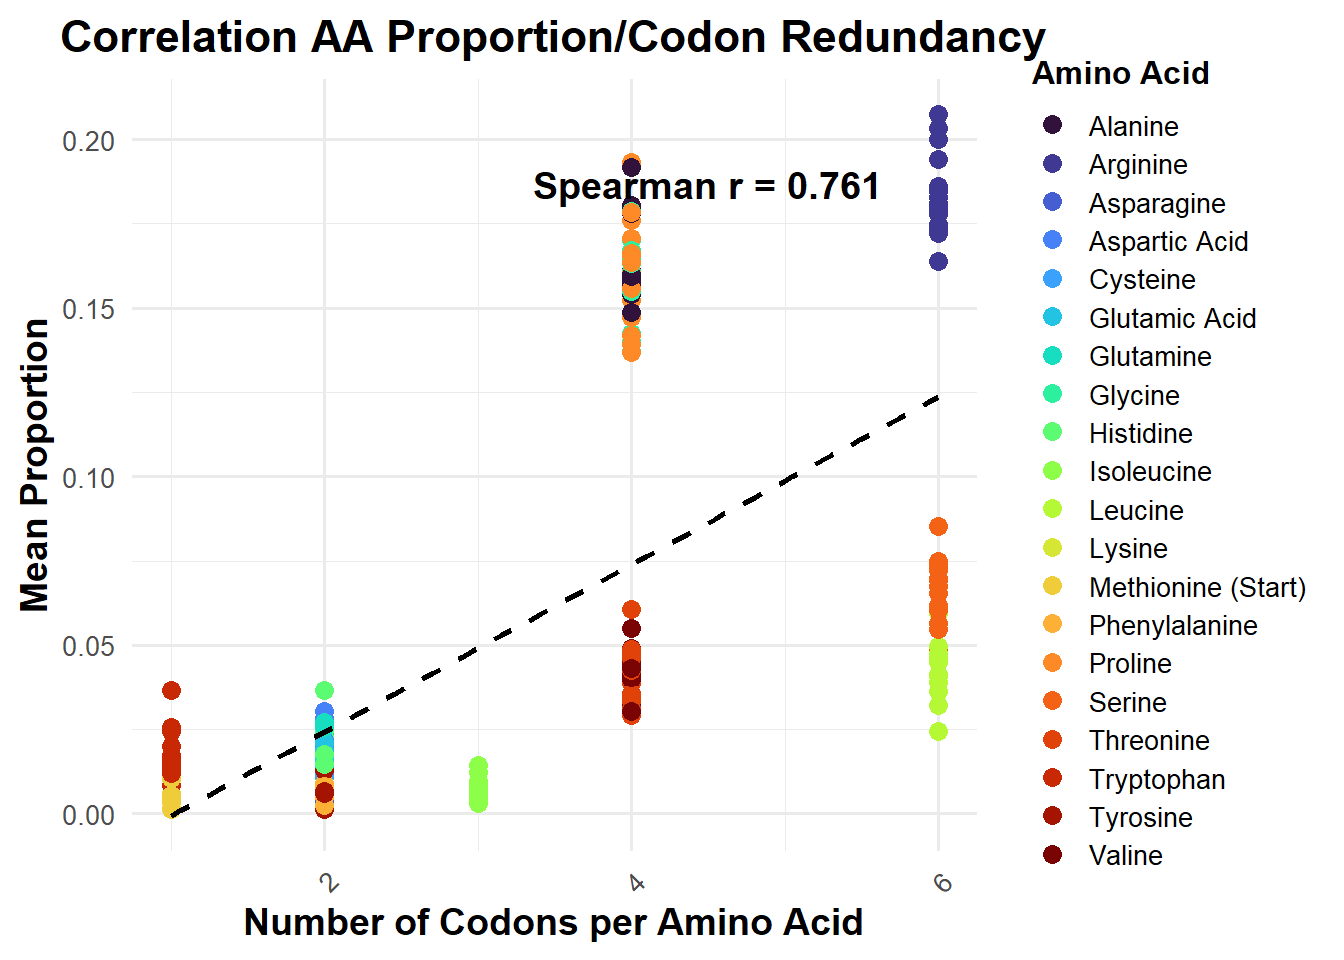 Correlation AA Proportion/Codon Redundancy
Amino Acid
Alanine
Arginine
Asparagine
Aspartic Acid
Cysteine
Glutamic Acid
Glutamine
Glycine
Histidine
Isoleucine
Leucine
Lysine
Methionine (Start)
Phenylalanine
Proline
Serine
Threonine
Tryptophan
Tyrosine
Valine
Spearman r = 0.761
Mean Proportion
0.20
0.15
0.10
0.05
0.00
2
4
6
Number of Codons per Amino Acid